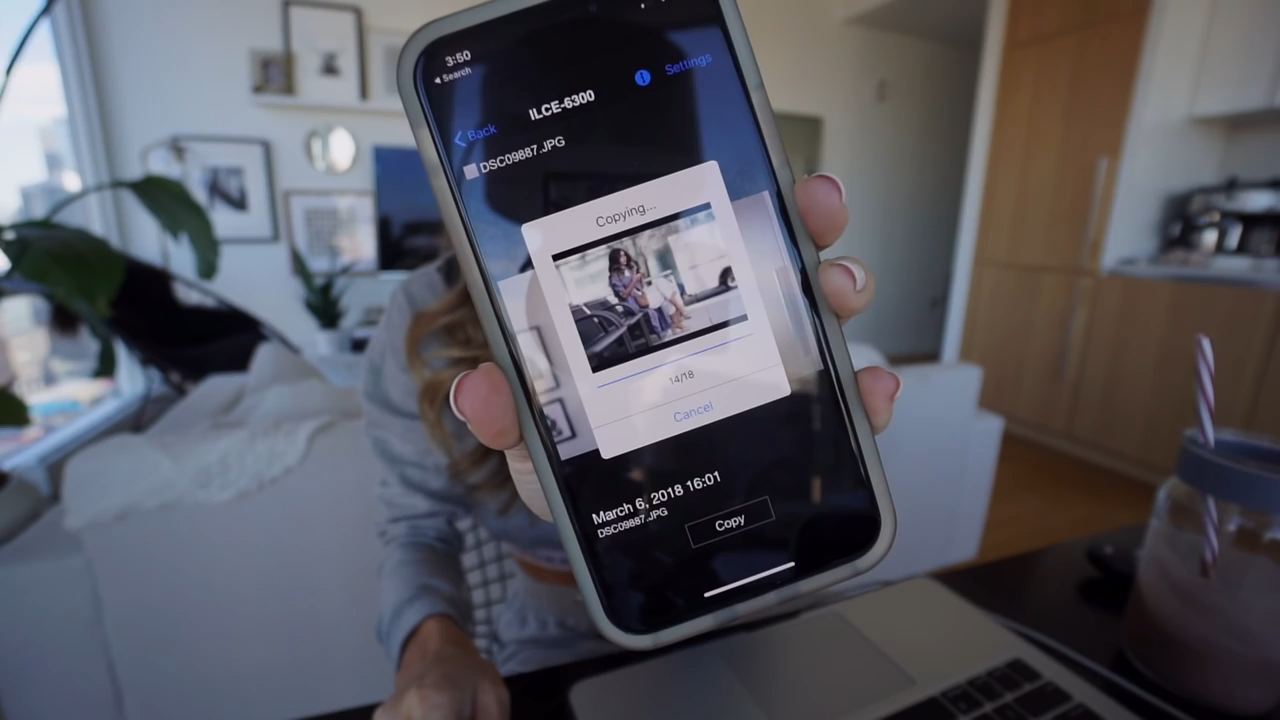 3:50
◀ Search
Settings
ILCE-6300
Back
DSC09887.JPG
Copying...
14/18
Cancel
March 6, 2018 16:01
DSC09887.JPG
Copy